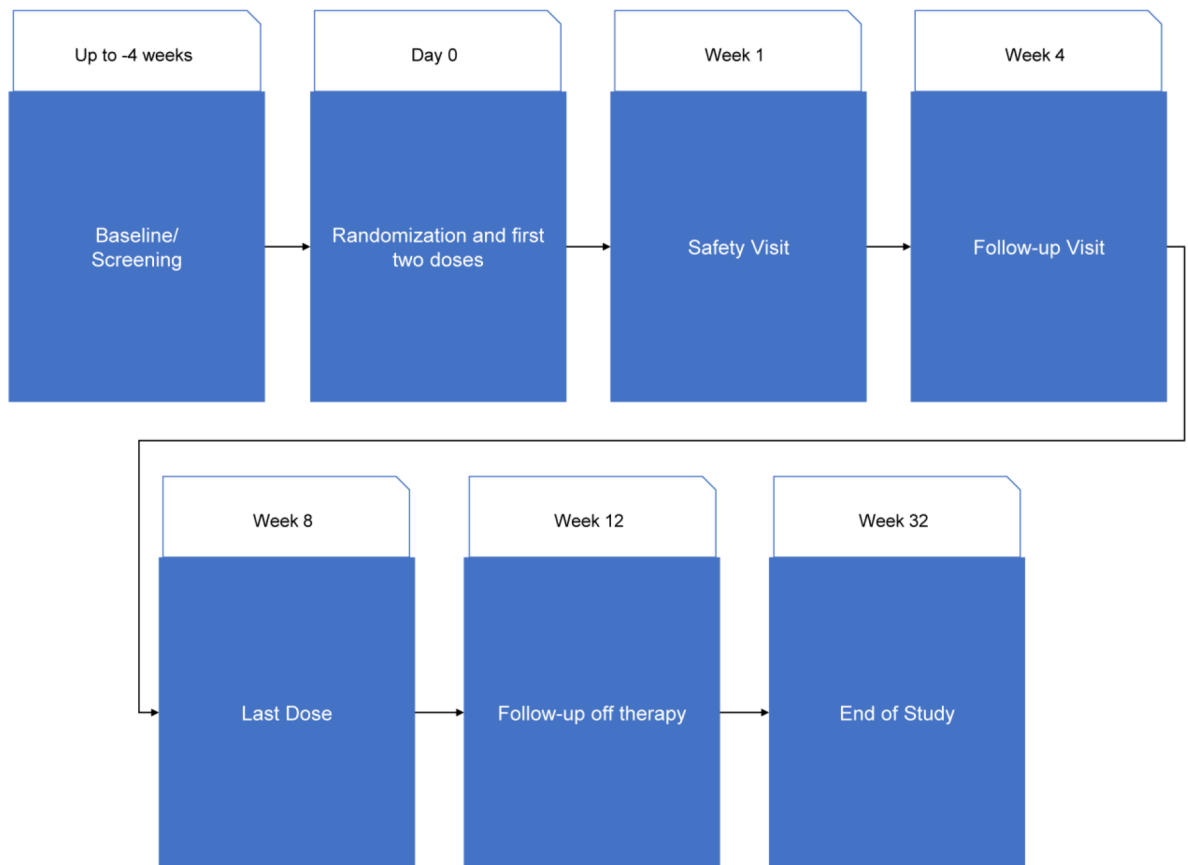 Up to -4 weeks
Day 0
Week 1
Week 4
Baseline/
Screening
Randomization and first
two doses
Safety Visit
Follow-up Visit
Week 8
Week 12
Week 32
Last Dose
Follow-up off therapy
End of Study